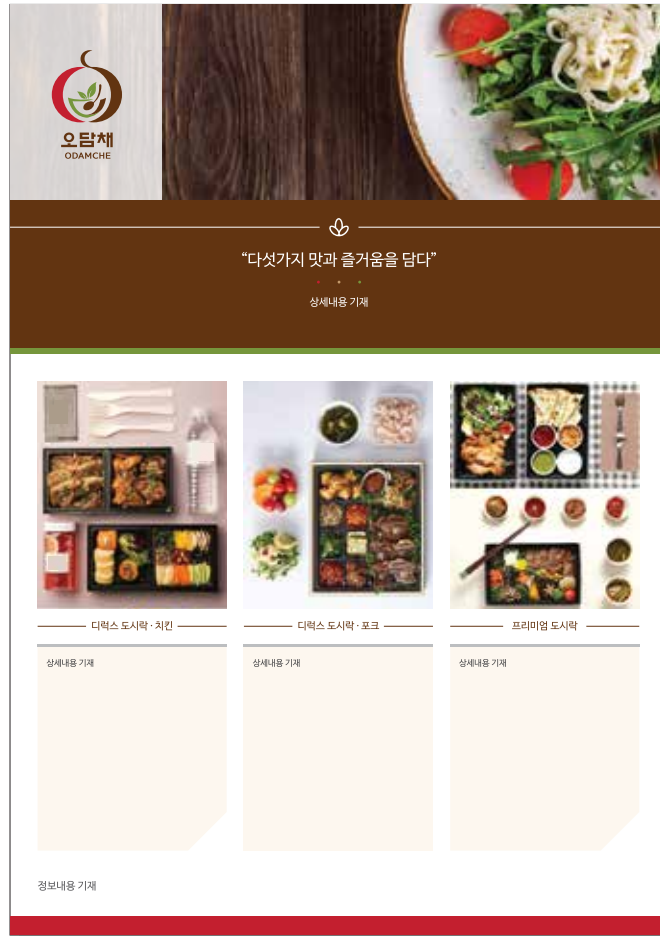 오담채
ODAMCHE
“다섯가지 맛과 즐거움을 담다”
상세내용 기재
디럭스 도시락 · 치킨
디럭스 도시락 · 포크
프리미엄 도시락
상세내용 기재
상세내용 기재
상세내용 기재
정보내용 기재